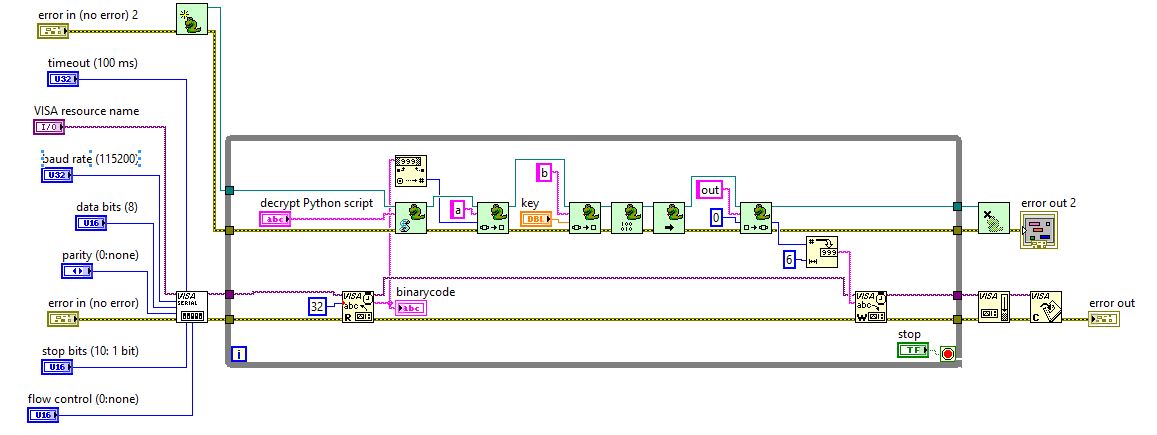 error in (no error) 2
timeout (100 ms)
U32
VISA resource name
I/O
baud rate (115200)
U32
data bits (8)
U16
parity (0:none)
error in (no error)
stop bits (10: 1 bit)
U16
flow control (0:none)
U16
VISA
SERIAL
decrypt Python script
abc
999
#
a
key
DBL
b
out
0
6
#
999
error out 2
32
VISA
abc
R
binarycode
abc
VISA
abc
W
stop
TF
i
VISA
VISA
C
error out